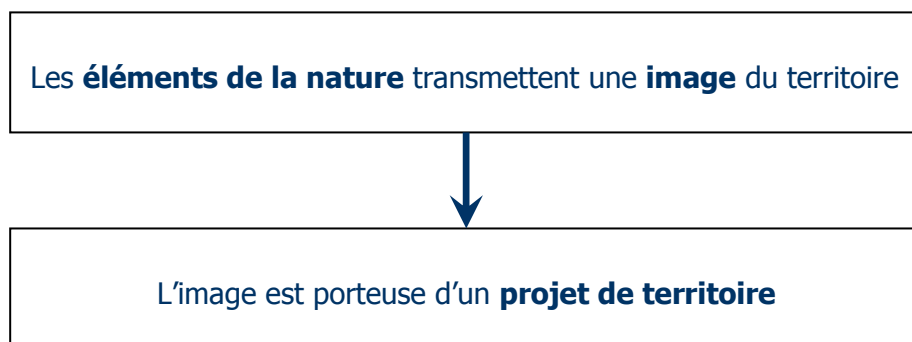 Les éléments de la nature transmettent une image du territoire
L’image est porteuse d’un projet de territoire